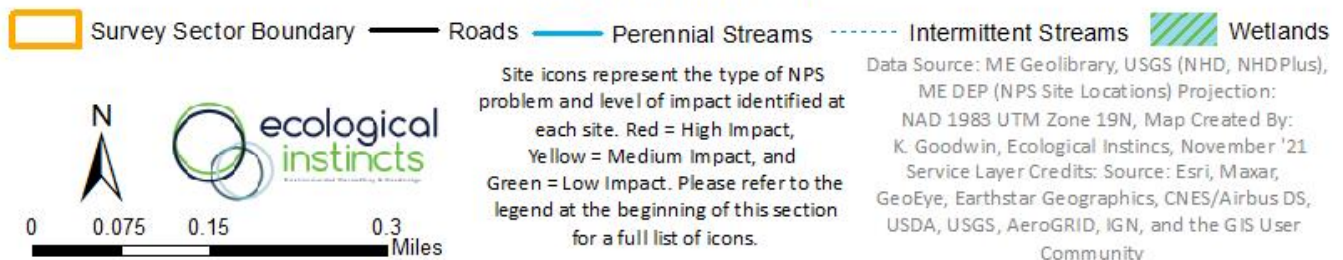 Survey Sector Boundary
Roads
Perennial Streams
Intermittent Streams
Wetlands
N
ecological
instincts
0 0.075 0.15 0.3
Miles
Site icons represent the type of NPS
problem and level of impact identified at
each site. Red = High Impact,
Yellow = Medium Impact, and
Green = Low Impact. Please refer to the
legend at the beginning of this section
for a full list of icons.
Data Source: ME Geolibrary, USGS (NHD, NHDPlus),
ME DEP (NPS Site Locations) Projection:
NAD 1983 UTM Zone 19N, Map Created By:
K. Goodwin, Ecological Instincs, November '21
Service Layer Credits: Source: Esri, Maxar,
GeoEye, Earthstar Geographics, CNES/Airbus DS,
USDA, USGS, AeroGRID, IGN, and the GIS User
Community